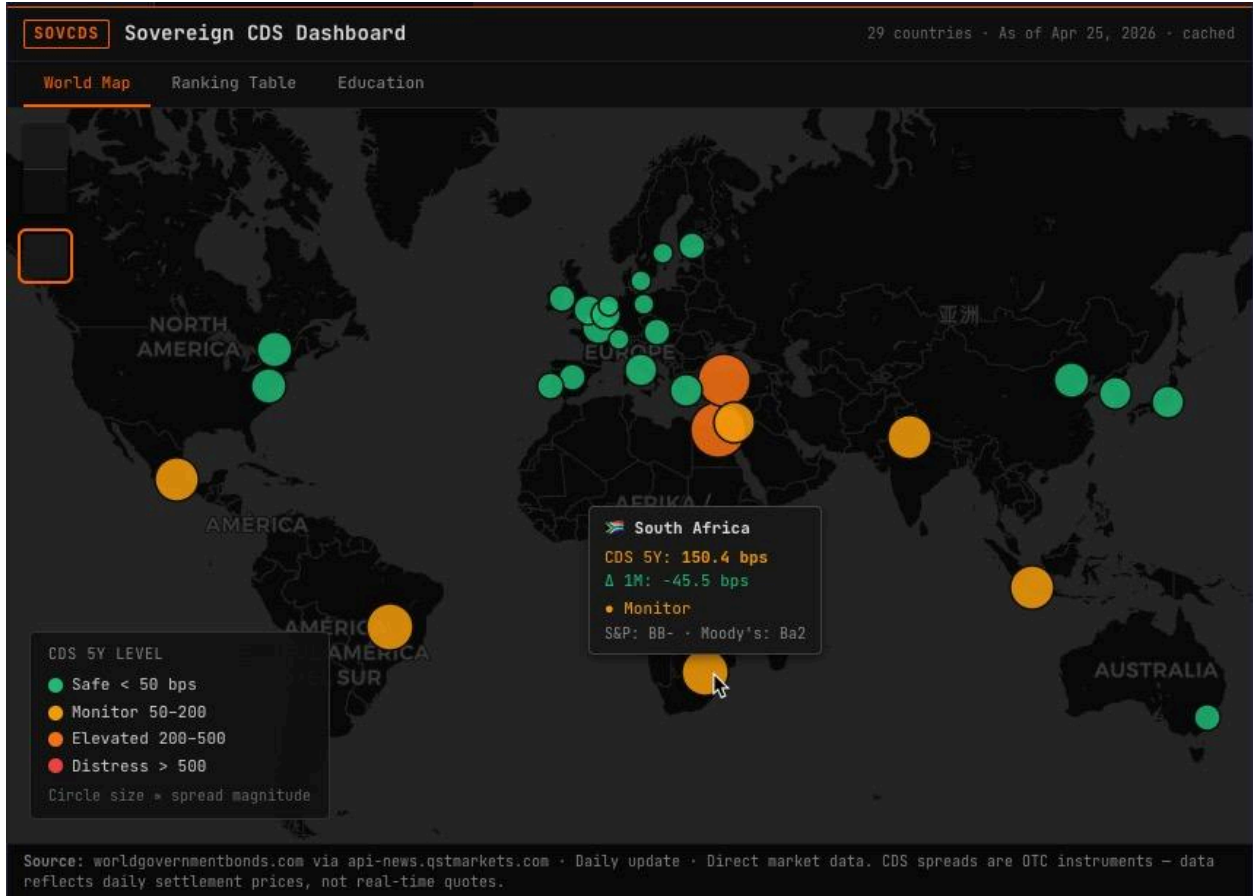 SOVCDS Sovereign CDS Dashboard
29 countries · As of Apr 25, 2026 · cached
World Map Ranking Table Education
NORTH
AMERICA
EUROPE
亚洲
AFRIKA /
AMÉRICA
AUSTRALIA
🇿🇦 South Africa
CDS 5Y: 150.4 bps
Δ 1M: -45.5 bps
• Monitor
S&P: BB- · Moody's: Ba2
AMÉRIC
AMERICA
SUR
CDS 5Y LEVEL
Safe < 50 bps
Monitor 50–200
Elevated 200–500
Distress > 500
Circle size ∝ spread magnitude
Source: worldgovernmentbonds.com via api-news.qstmarkets.com · Daily update · Direct market data. CDS spreads are OTC instruments — data
reflects daily settlement prices, not real-time quotes.